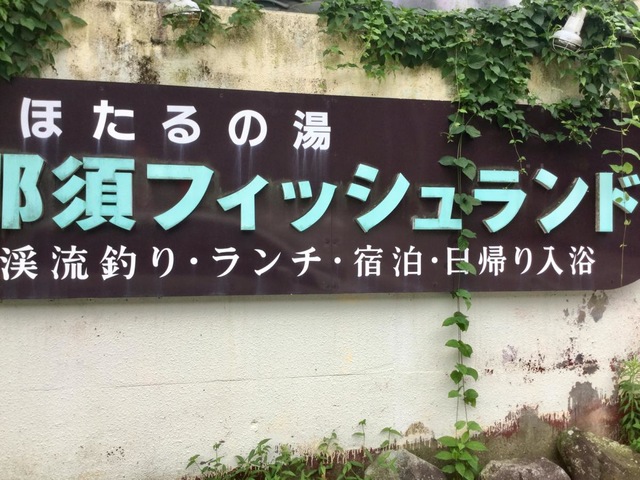 ほたるの湯
那須フィッシュランド
渓流釣り・ランチ・宿泊・日帰り入浴